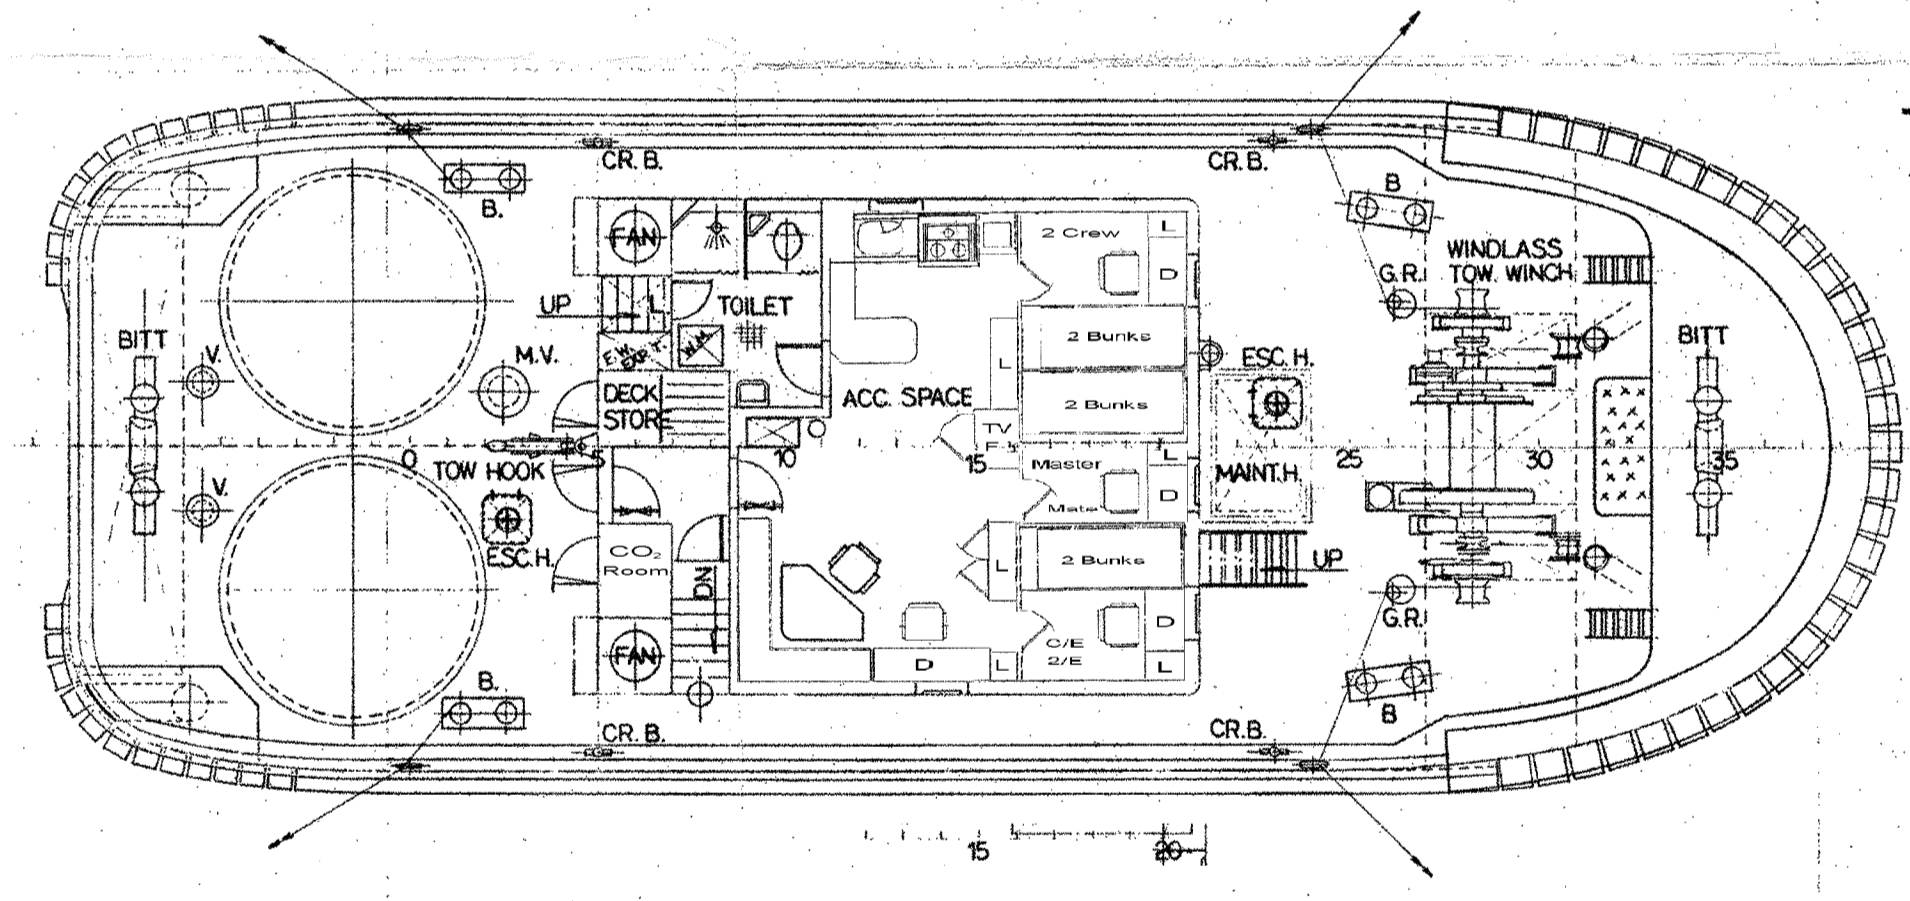 CR. B.
CR.B.
B.
B
FAN
2 Crew
L
D
WINDLASS
TOW. WINCH
G.R.
UP
L
TOILET
BITT
V.
M.V.
E.W.
EXP. T.
W.M.
2 Bunks
L
ESC. H.
BITT
DECK
STORE
ACC. SPACE
2 Bunks
TV
F
0
5
10
15
25
30
35
TOW HOOK
Master
L
MAINT.H.
V.
Mate
D
ESC.H.
CO2
Room
DN
L
2 Bunks
UP
G.R.
FAN
C/E
2/E
D
D
L
L
B.
B
CR. B.
CR.B.
15
20